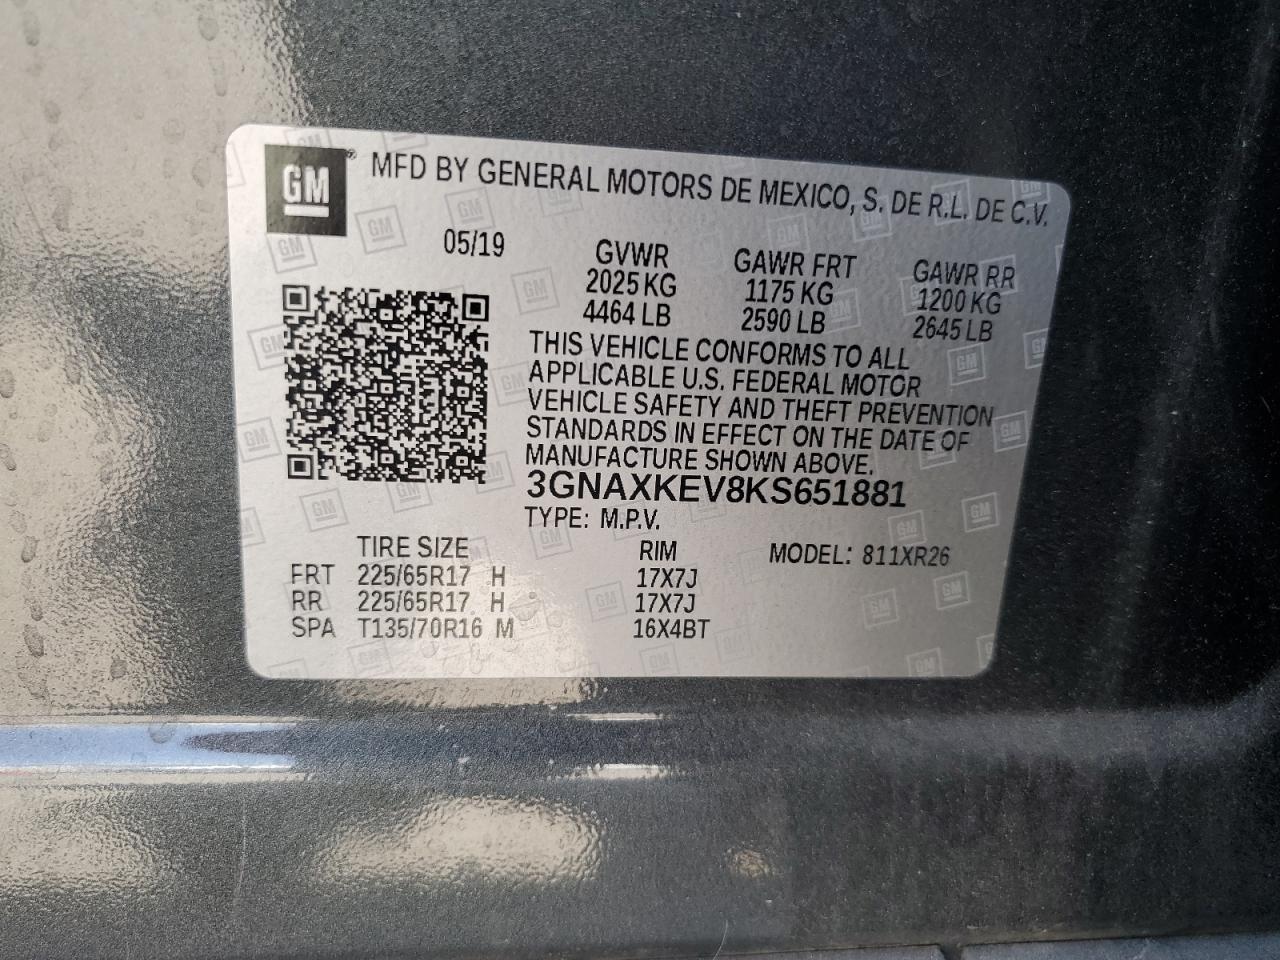 GM ® MFD BY GENERAL MOTORS DE MEXICO, S. DE R.L. DE C.V.
05/19 GVWR GAWR FRT GAWR RR
2025 KG 1175 KG 1200 KG
4464 LB 2590 LB 2645 LB
THIS VEHICLE CONFORMS TO ALL
APPLICABLE U.S. FEDERAL MOTOR
VEHICLE SAFETY AND THEFT PREVENTION
STANDARDS IN EFFECT ON THE DATE OF
MANUFACTURE SHOWN ABOVE.
3GNAXKEV8KS651881
TYPE: M.P.V.
TIRE SIZE RIM MODEL: 811XR26
FRT 225/65R17 H 17X7J
RR 225/65R17 H 17X7J
SPA T135/70R16 M 16X4BT